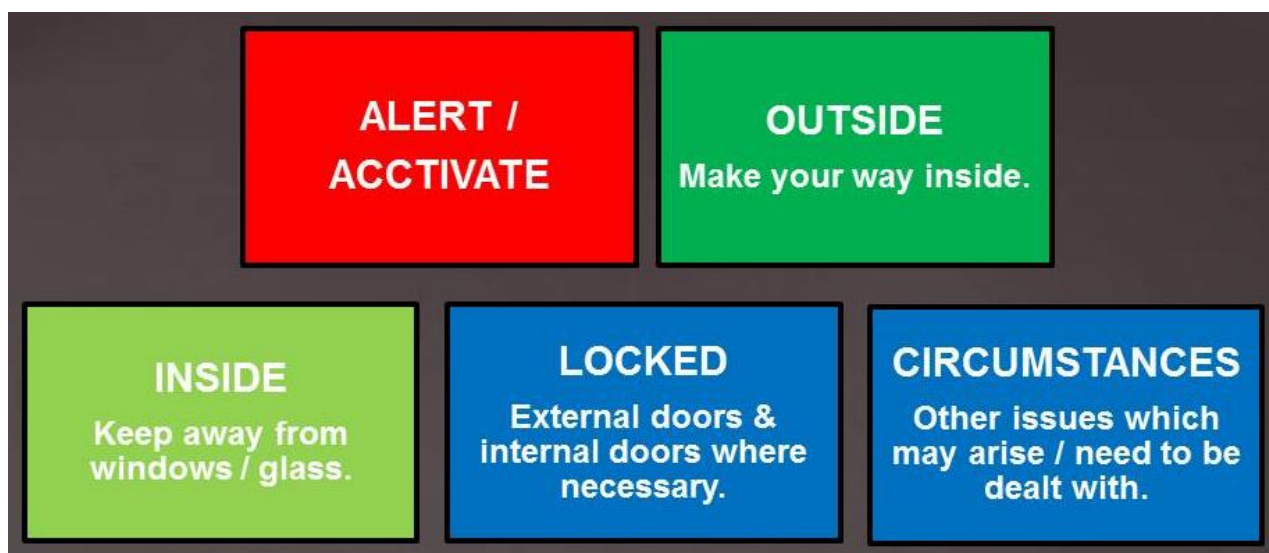 ALERT /
ACCTIVATE
OUTSIDE
Make your way inside.
INSIDE
Keep away from
windows / glass.
LOCKED
External doors &
internal doors where
necessary.
CIRCUMSTANCES
Other issues which
may arise / need to be
dealt with.